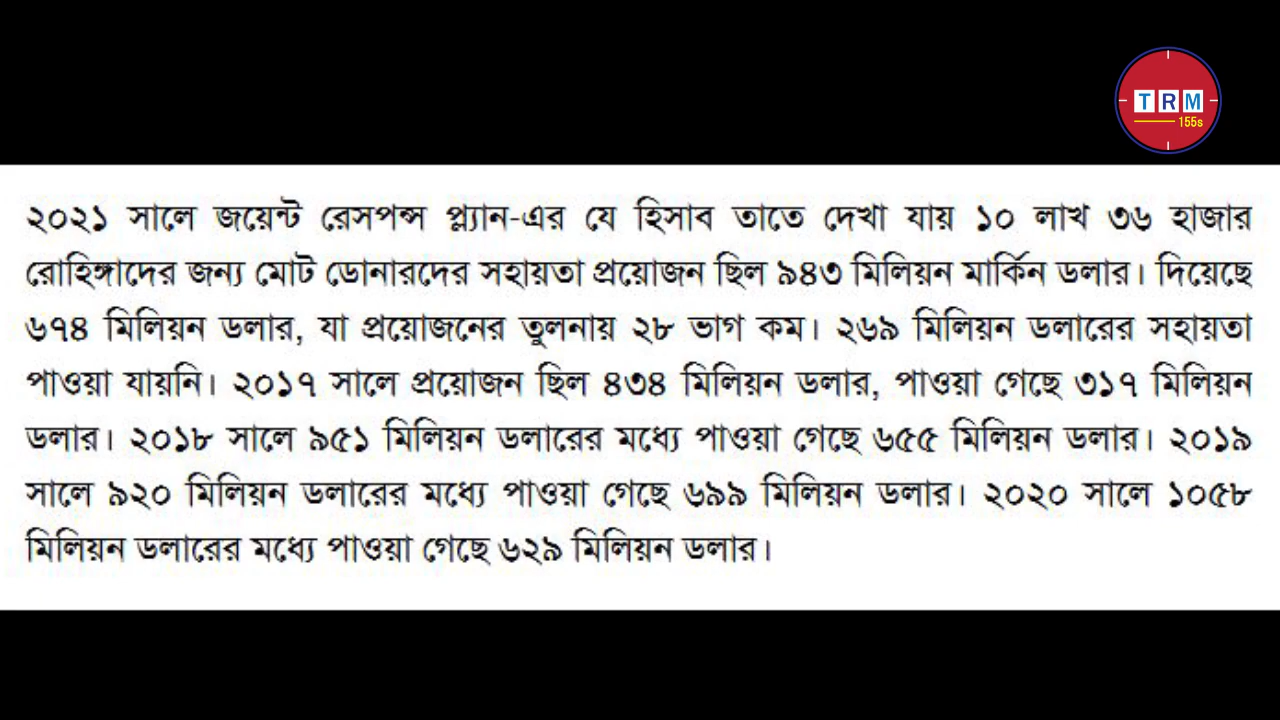 TRM
155s
২০২১ সালে জয়েন্ট রেসপন্স প্ল্যান-এর যে হিসাব তাতে দেখা যায় ১০ লাখ ৩৬ হাজার
রোহিঙ্গাদের জন্য মোট ডোনারদের সহায়তা প্রয়োজন ছিল ৯৪৩ মিলিয়ন মার্কিন ডলার। দিয়েছে
৬৭৪ মিলিয়ন ডলার, যা প্রয়োজনের তুলনায় ২৮ ভাগ কম। ২৬৯ মিলিয়ন ডলারের সহায়তা
পাওয়া যায়নি। ২০১৭ সালে প্রয়োজন ছিল ৪৩৪ মিলিয়ন ডলার, পাওয়া গেছে ৩১৭ মিলিয়ন
ডলার। ২০১৮ সালে ৯৫১ মিলিয়ন ডলারের মধ্যে পাওয়া গেছে ৬৫৫ মিলিয়ন ডলার। ২০১৯
সালে ৯২০ মিলিয়ন ডলারের মধ্যে পাওয়া গেছে ৬৯৯ মিলিয়ন ডলার। ২০২০ সালে ১০৫৮
মিলিয়ন ডলারের মধ্যে পাওয়া গেছে ৬২৯ মিলিয়ন ডলার।